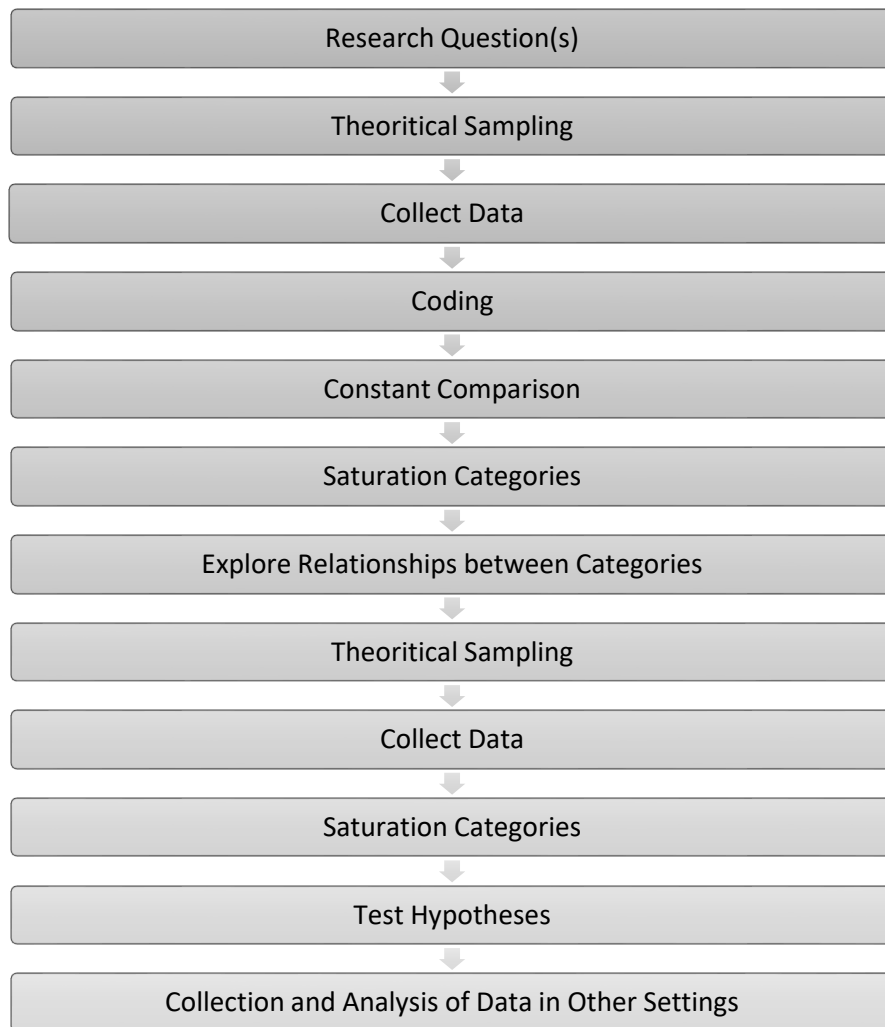 Research Question(s)
Theoritical Sampling
Collect Data
Coding
Constant Comparison
Saturation Categories
Explore Relationships between Categories
Theoritical Sampling
Collect Data
Saturation Categories
Test Hypotheses
Collection and Analysis of Data in Other Settings